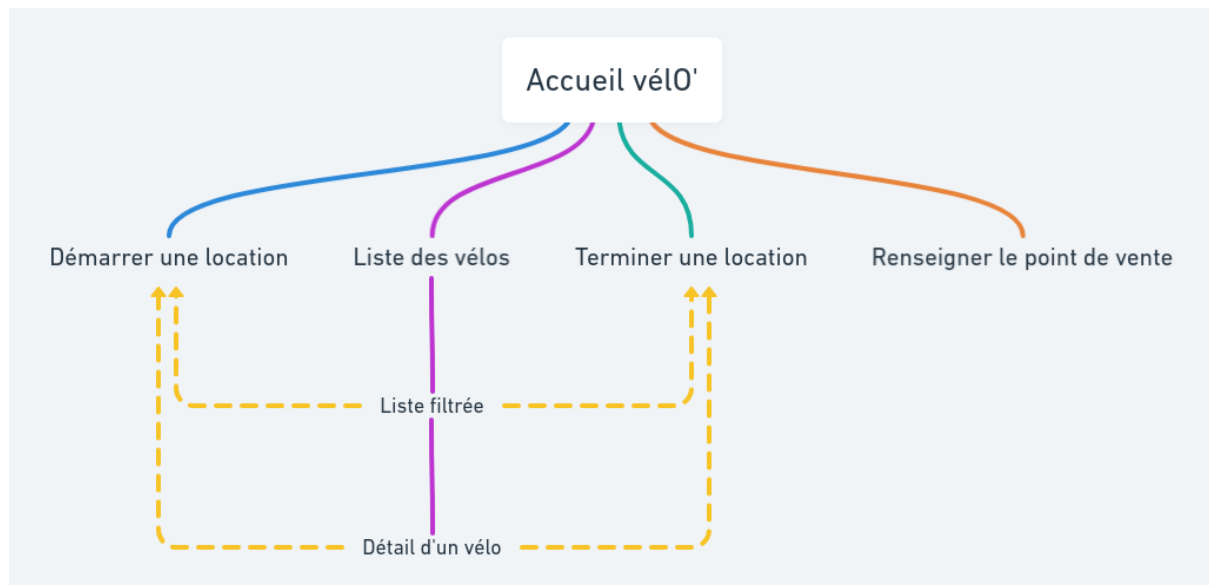 Accueil vélO'
Démarrer une location
Liste des vélos
Terminer une location
Renseigner le point de vente
Liste filtrée
Détail d'un vélo